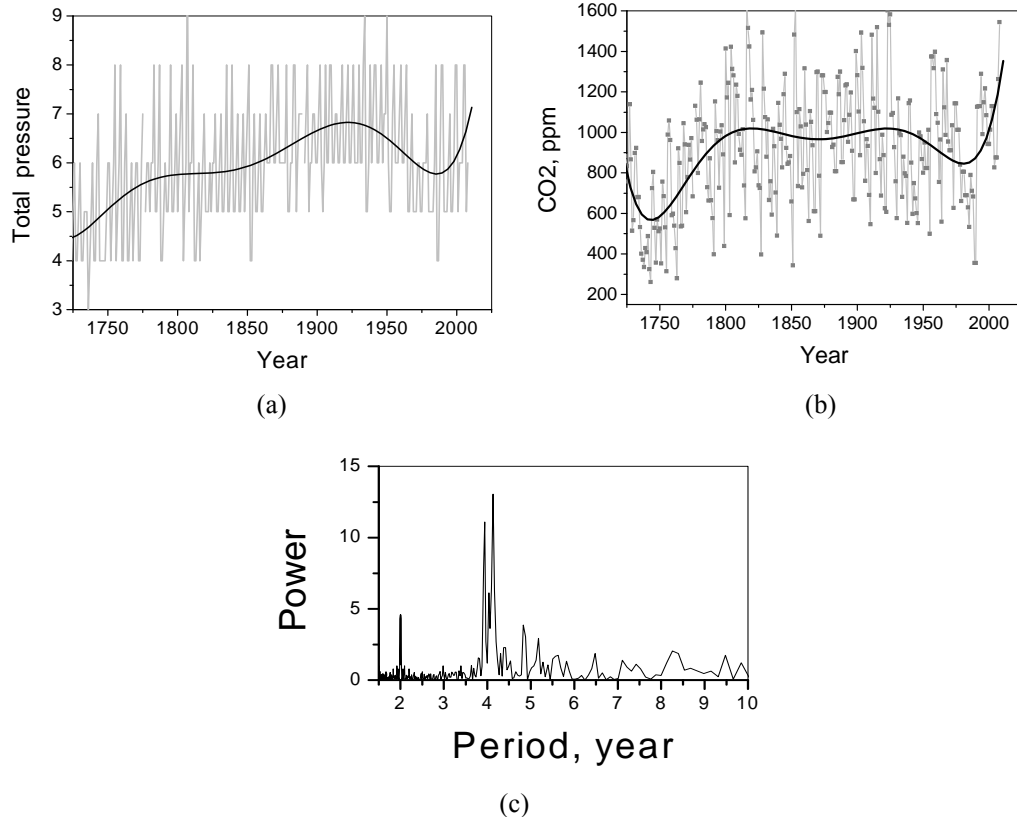 9
8
7
6
5
4
3
Total pressure
1750 1800 1850 1900 1950 2000
Year
(a)
1600
1400
1200
1000
800
600
400
200
CO2, ppm
1750 1800 1850 1900 1950 2000
Year
(b)
15
10
5
0
Power
2 3 4 5 6 7 8 9 10
Period, year
(c)